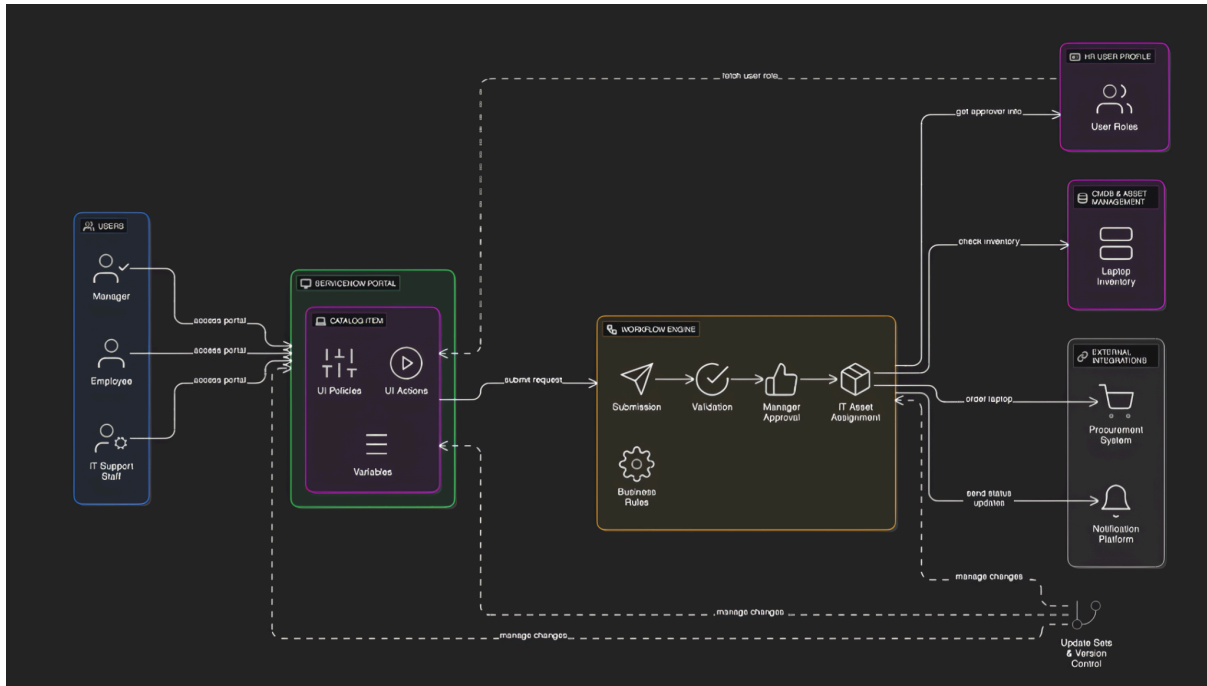 HR USER PROFILE
fetch user role
get approver info
User Roles
CMDB & ASSET
MANAGEMENT
USERS
check inventory
Manager
Laptop
Inventory
SERVICENOW PORTAL
CATALOG ITEM
access portal
WORKFLOW ENGINE
access portal
EXTERNAL
INTEGRATIONS
Employee
access portal
UI Policies
UI Actions
submit request
Submission
Validation
Manager
Approval
IT Asset
Assignment
order laptop
Procurement
System
IT Support
Staff
Variables
Business
Rules
send status
updates
Notification
Platform
manage changes
manage changes
manage changes
Update Sets
& Version
Control